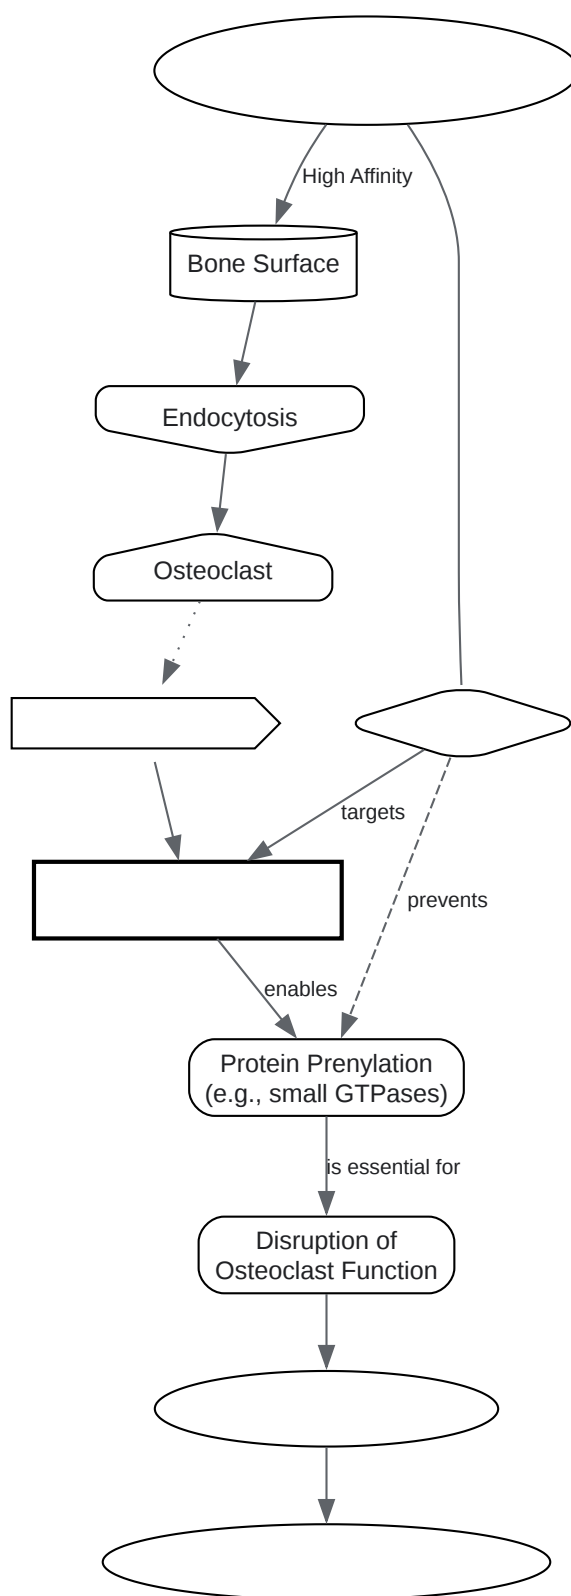 High Affinity
Bone Surface
Endocytosis
Osteoclast
targets
prevents
enables
Protein Prenylation
(e.g., small GTPases)
is essential for
Disruption of
Osteoclast Function